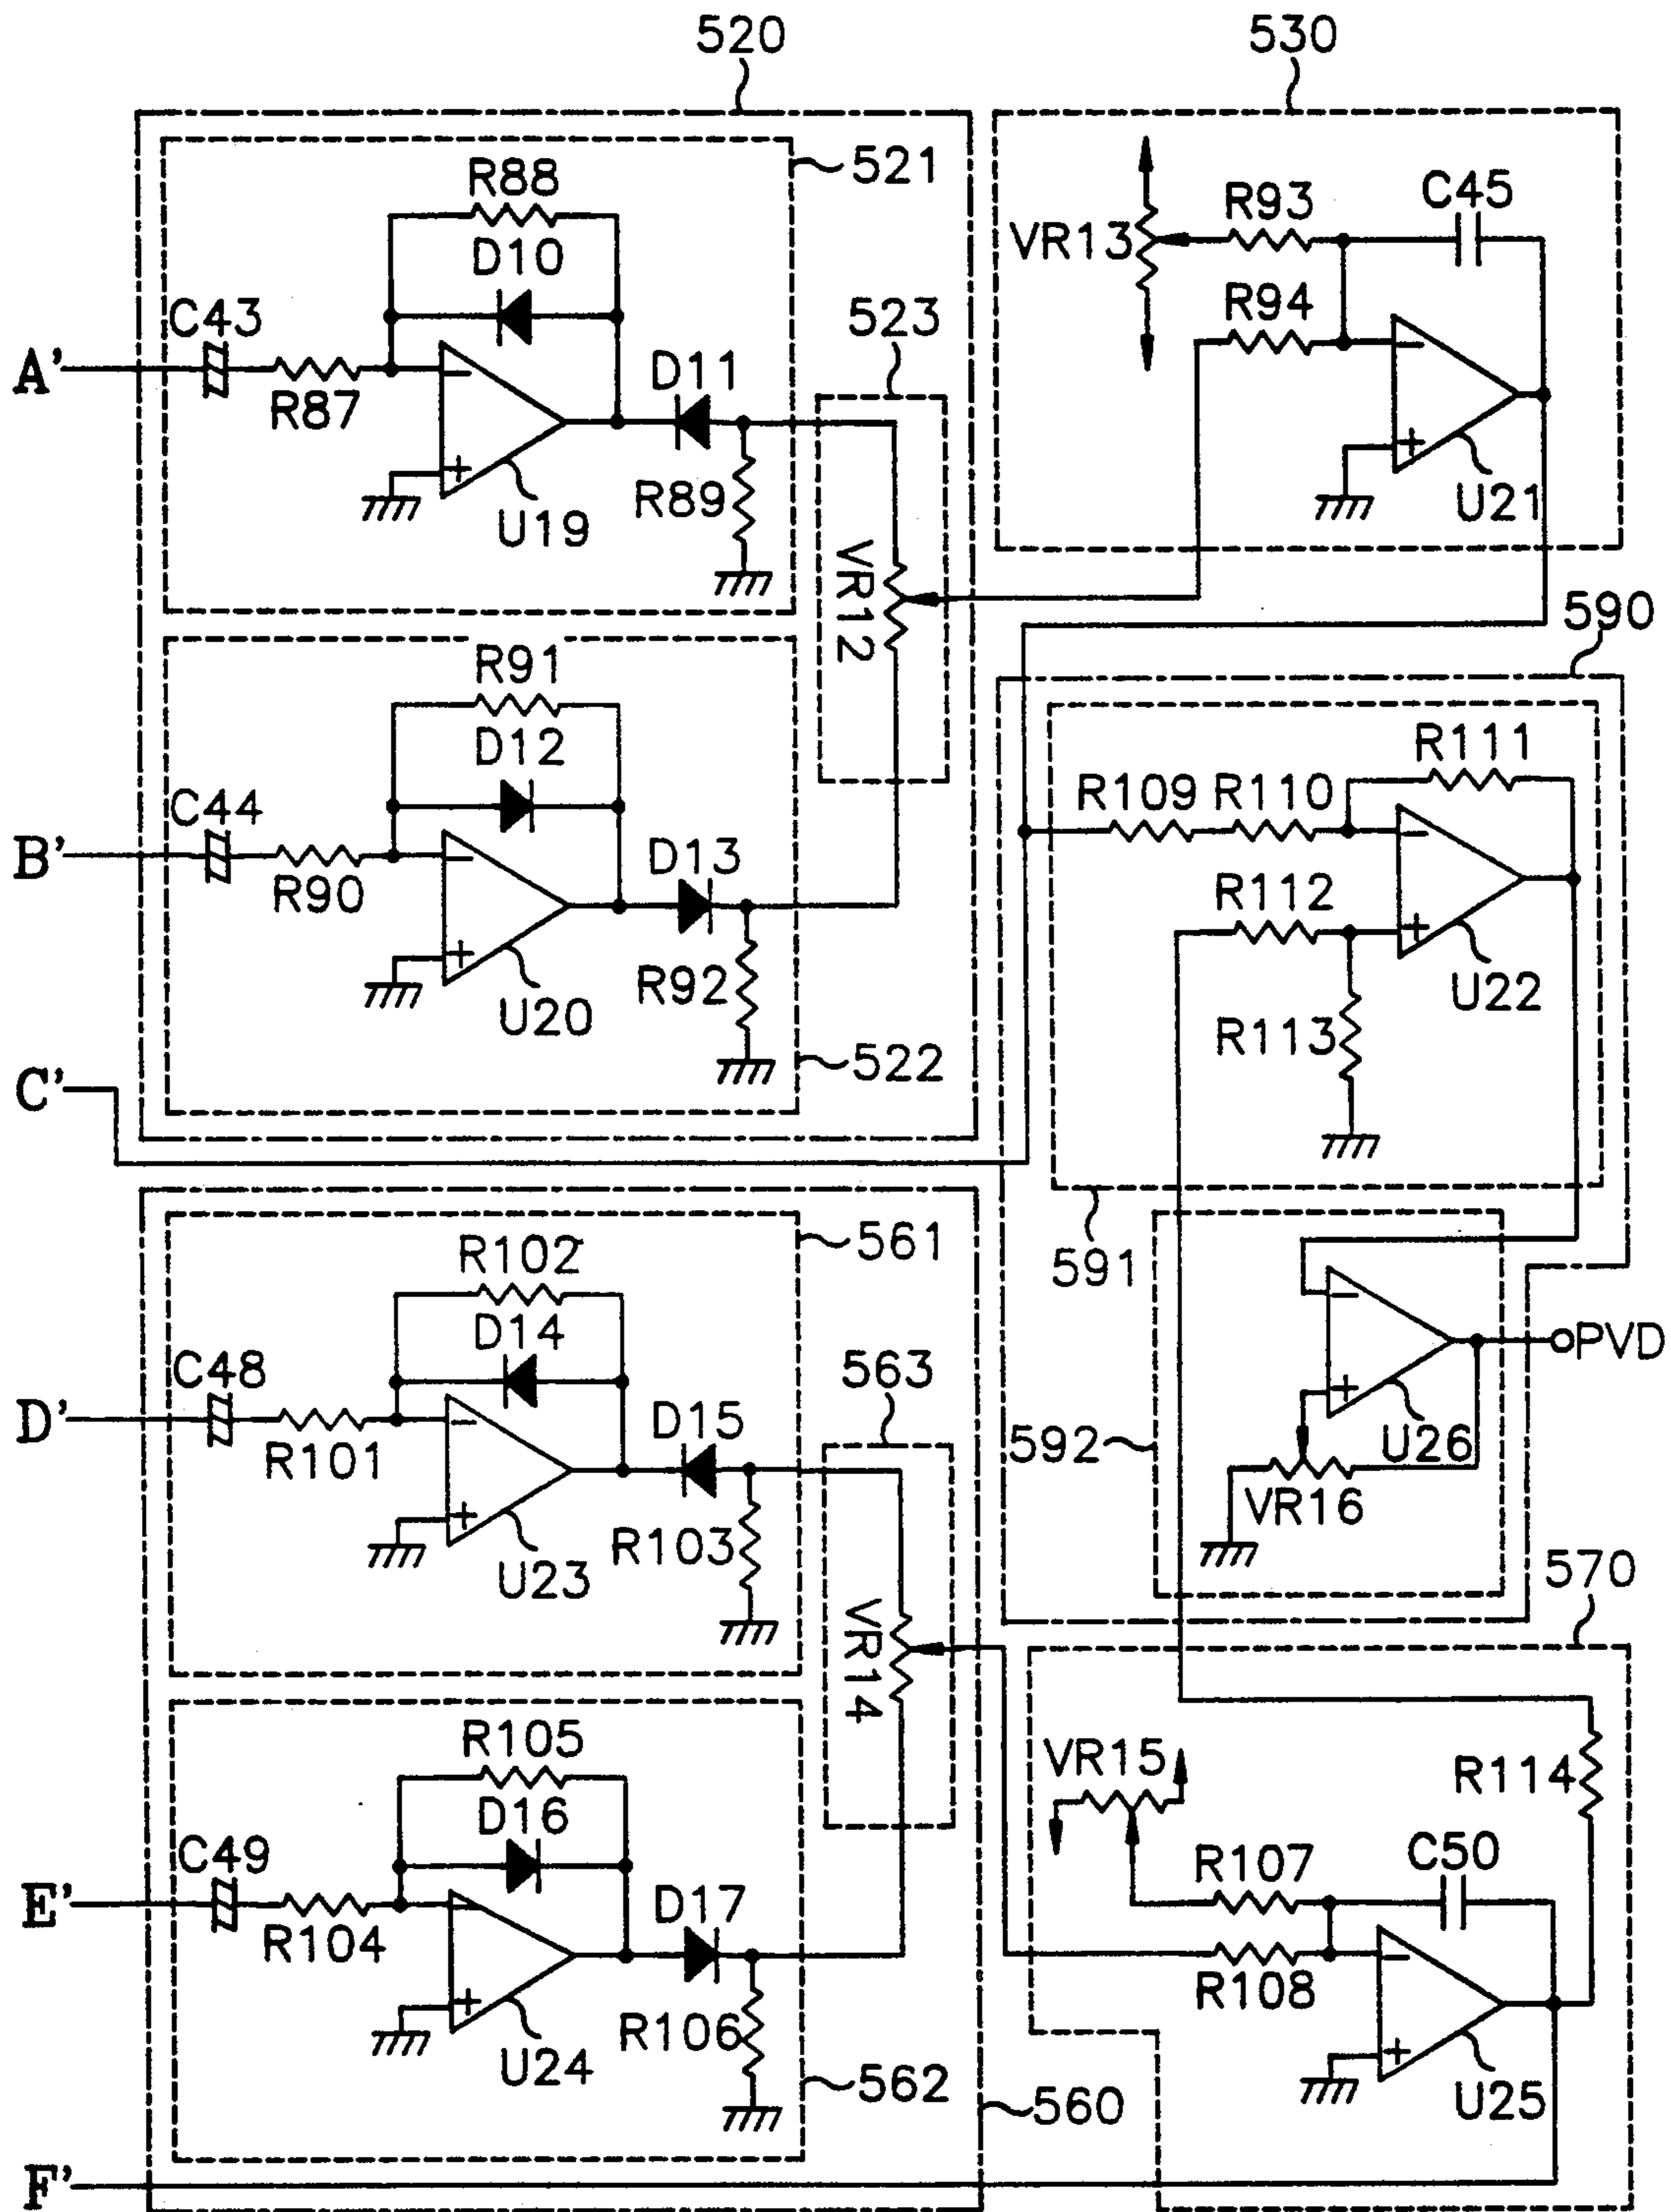 520
530
521
R88
D10
C43
A'
R87
D11
523
R89
U19
VR12
VR13
R93
C45
R94
U21
590
R91
D12
C44
B'
R90
D13
R92
U20
522
C'
R109
R110
R111
R112
U22
R113
591
561
R102
D14
C48
D'
R101
D15
563
R103
U23
VR14
592
U26
VR16
PVD
570
R105
D16
C49
E'
R104
D17
R106
U24
562
560
VR15
R114
R107
C50
R108
U25
F'